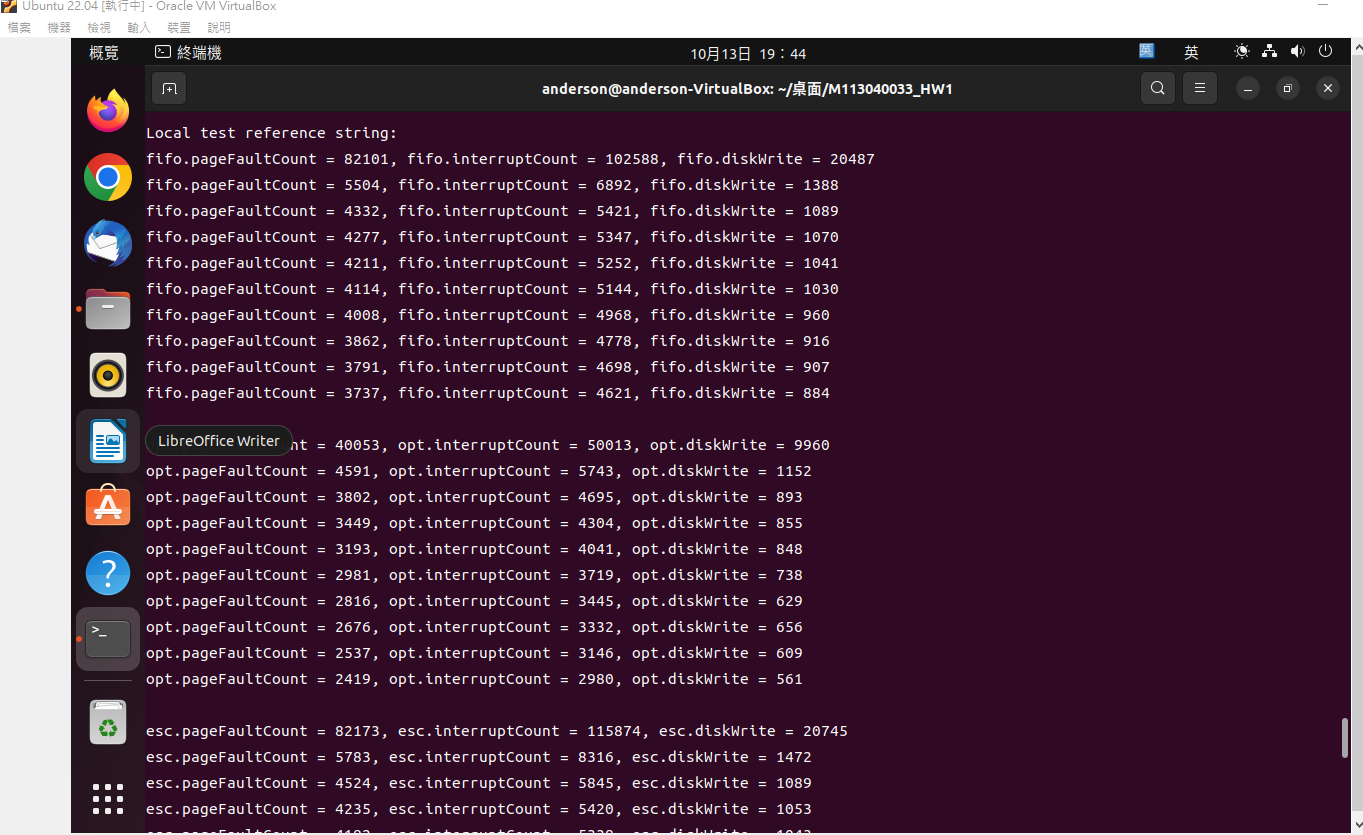 Ubuntu 22.04 [執行中] - Oracle VM VirtualBox
檔案 機器 檢視 輸入 裝置 說明
概覽 終端機 10月13日 19：44 英 英
anderson@anderson-VirtualBox: ~/桌面/M113040033_HW1
Local test reference string:
fifo.pageFaultCount = 82101, fifo.interruptCount = 102588, fifo.diskWrite = 20487
fifo.pageFaultCount = 5504, fifo.interruptCount = 6892, fifo.diskWrite = 1388
fifo.pageFaultCount = 4332, fifo.interruptCount = 5421, fifo.diskWrite = 1089
fifo.pageFaultCount = 4277, fifo.interruptCount = 5347, fifo.diskWrite = 1070
fifo.pageFaultCount = 4211, fifo.interruptCount = 5252, fifo.diskWrite = 1041
fifo.pageFaultCount = 4114, fifo.interruptCount = 5144, fifo.diskWrite = 1030
fifo.pageFaultCount = 4008, fifo.interruptCount = 4968, fifo.diskWrite = 960
fifo.pageFaultCount = 3862, fifo.interruptCount = 4778, fifo.diskWrite = 916
fifo.pageFaultCount = 3791, fifo.interruptCount = 4698, fifo.diskWrite = 907
fifo.pageFaultCount = 3737, fifo.interruptCount = 4621, fifo.diskWrite = 884
LibreOffice Writer
= 40053, opt.interruptCount = 50013, opt.diskWrite = 9960
opt.pageFaultCount = 4591, opt.interruptCount = 5743, opt.diskWrite = 1152
opt.pageFaultCount = 3802, opt.interruptCount = 4695, opt.diskWrite = 893
opt.pageFaultCount = 3449, opt.interruptCount = 4304, opt.diskWrite = 855
opt.pageFaultCount = 3193, opt.interruptCount = 4041, opt.diskWrite = 848
opt.pageFaultCount = 2981, opt.interruptCount = 3719, opt.diskWrite = 738
opt.pageFaultCount = 2816, opt.interruptCount = 3445, opt.diskWrite = 629
opt.pageFaultCount = 2676, opt.interruptCount = 3332, opt.diskWrite = 656
opt.pageFaultCount = 2537, opt.interruptCount = 3146, opt.diskWrite = 609
opt.pageFaultCount = 2419, opt.interruptCount = 2980, opt.diskWrite = 561
esc.pageFaultCount = 82173, esc.interruptCount = 115874, esc.diskWrite = 20745
esc.pageFaultCount = 5783, esc.interruptCount = 8316, esc.diskWrite = 1472
esc.pageFaultCount = 4524, esc.interruptCount = 5845, esc.diskWrite = 1089
esc.pageFaultCount = 4235, esc.interruptCount = 5420, esc.diskWrite = 1053